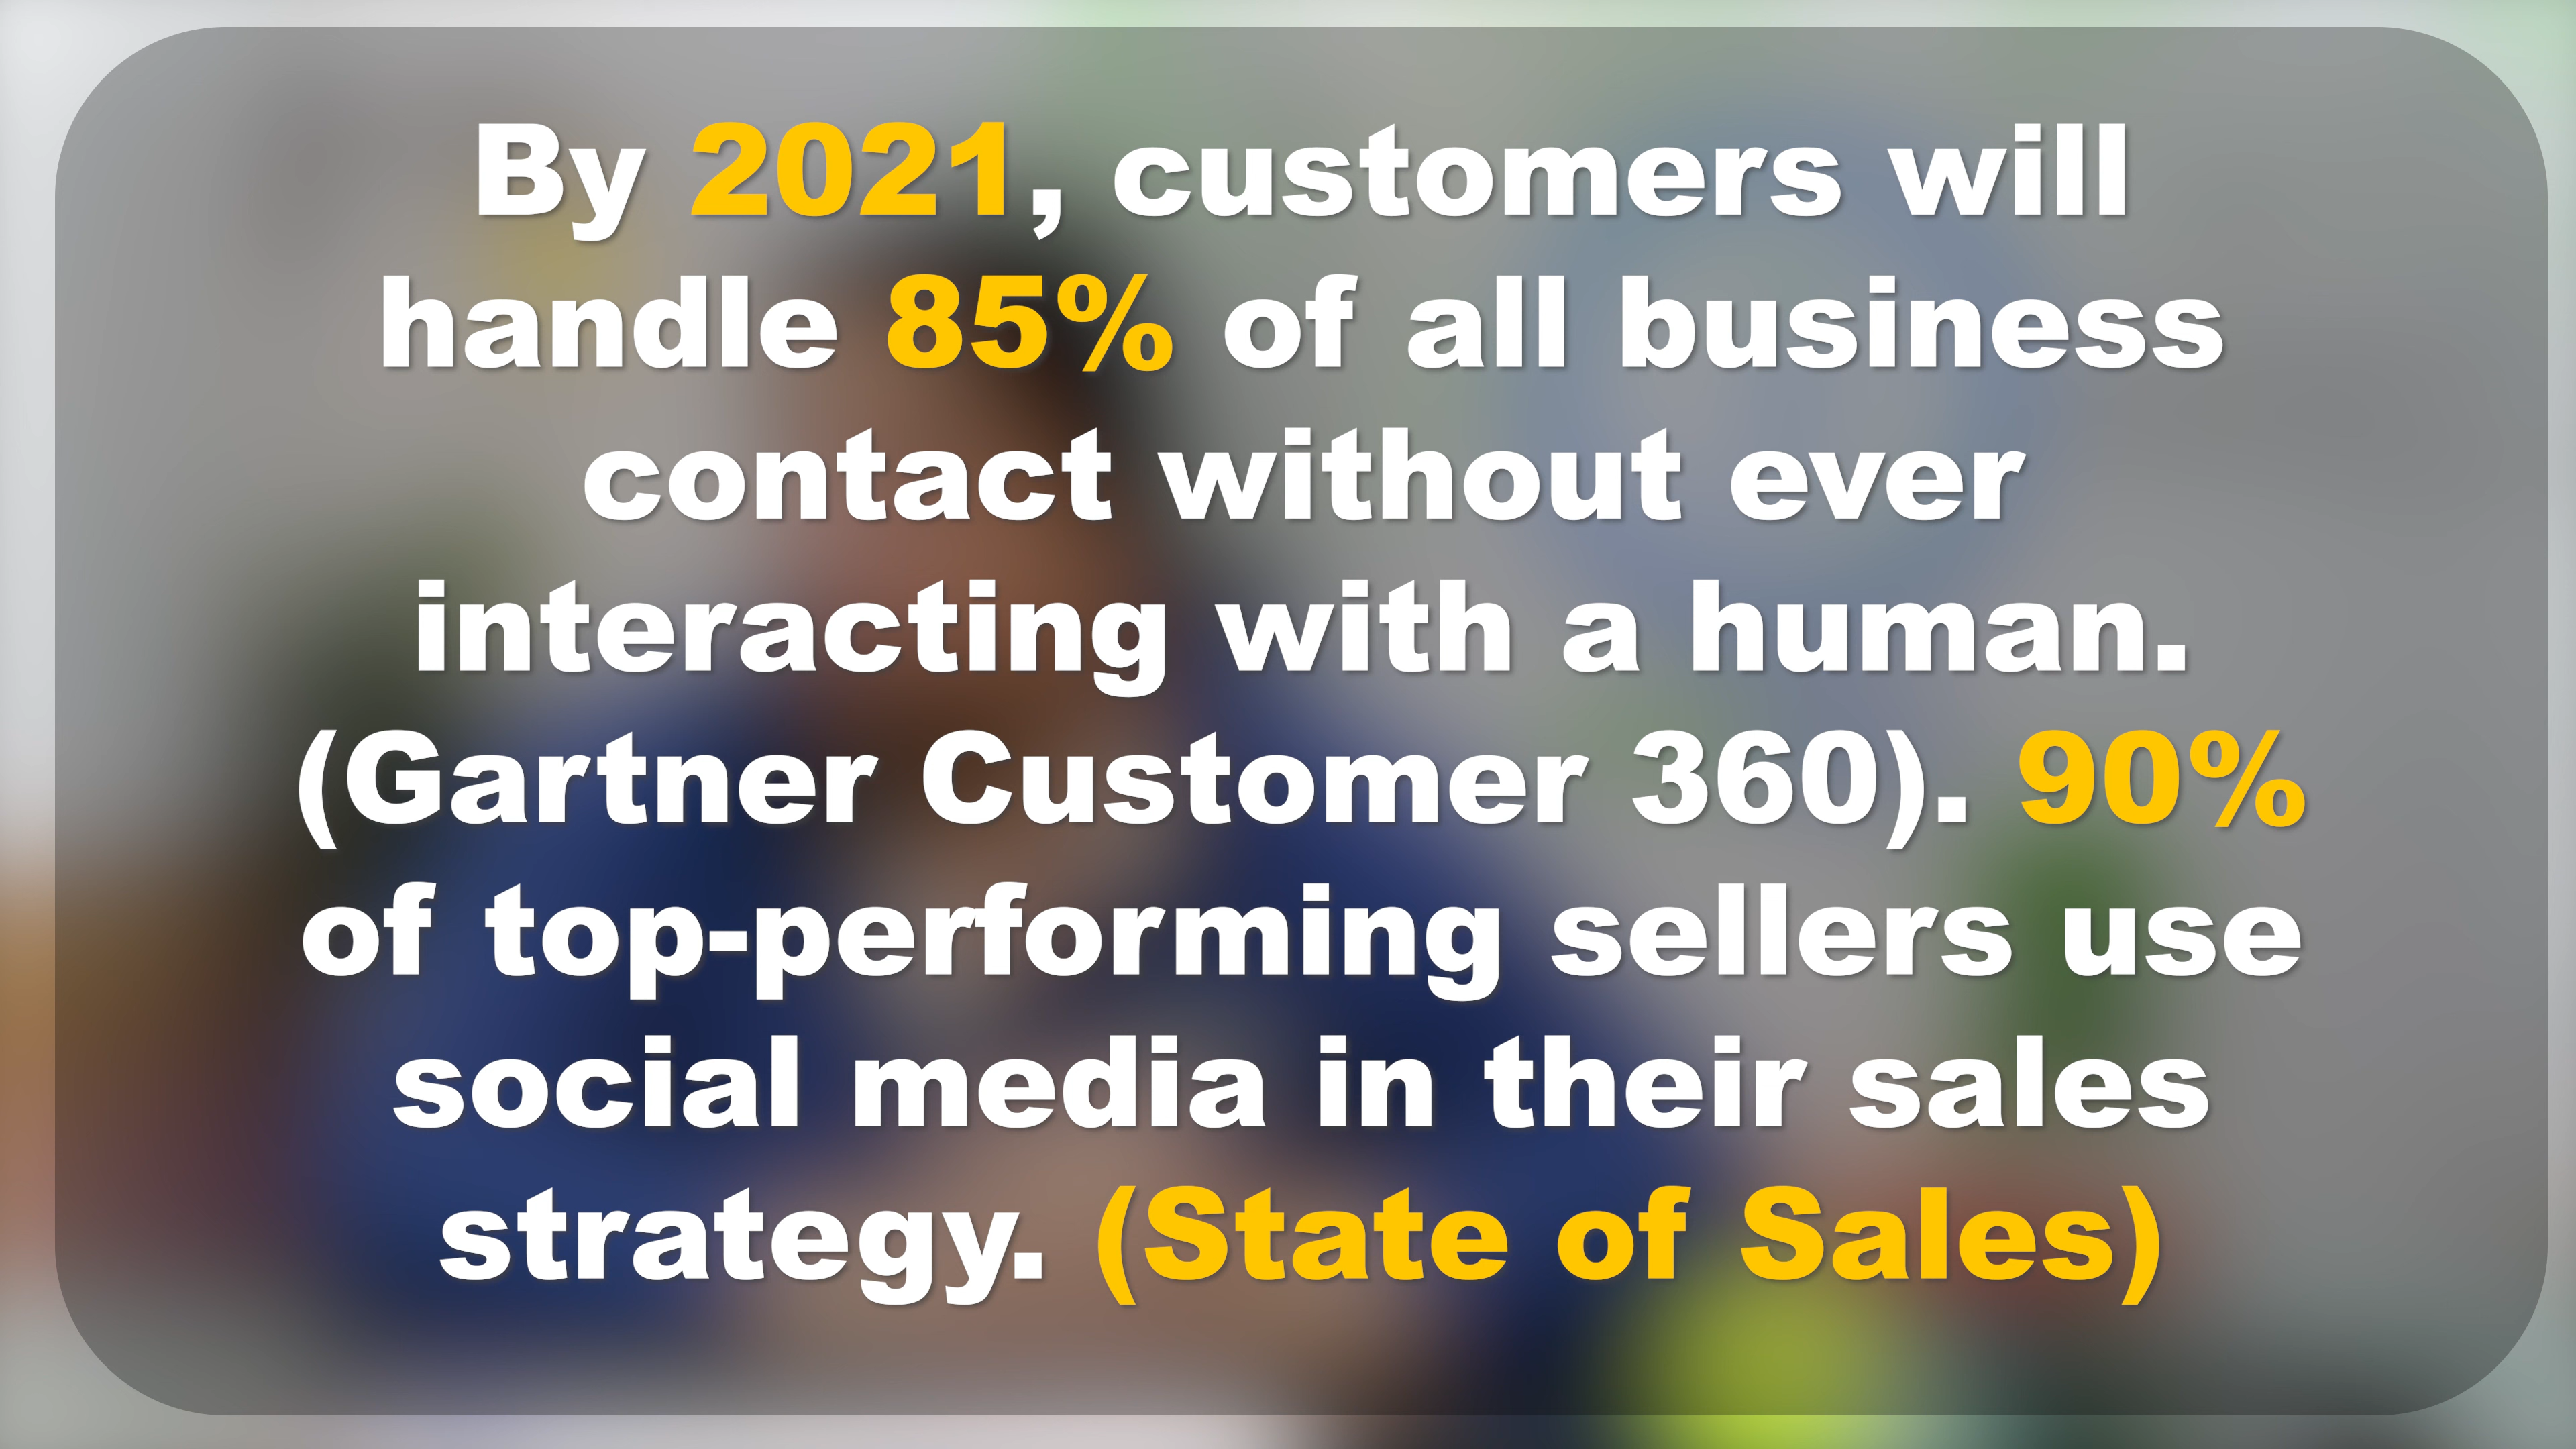 By 2021, customers will
handle 85% of all business
contact without ever
interacting with a human.
(Gartner Customer 360). 90%
of top-performing sellers use
social media in their sales
strategy. (State of Sales)